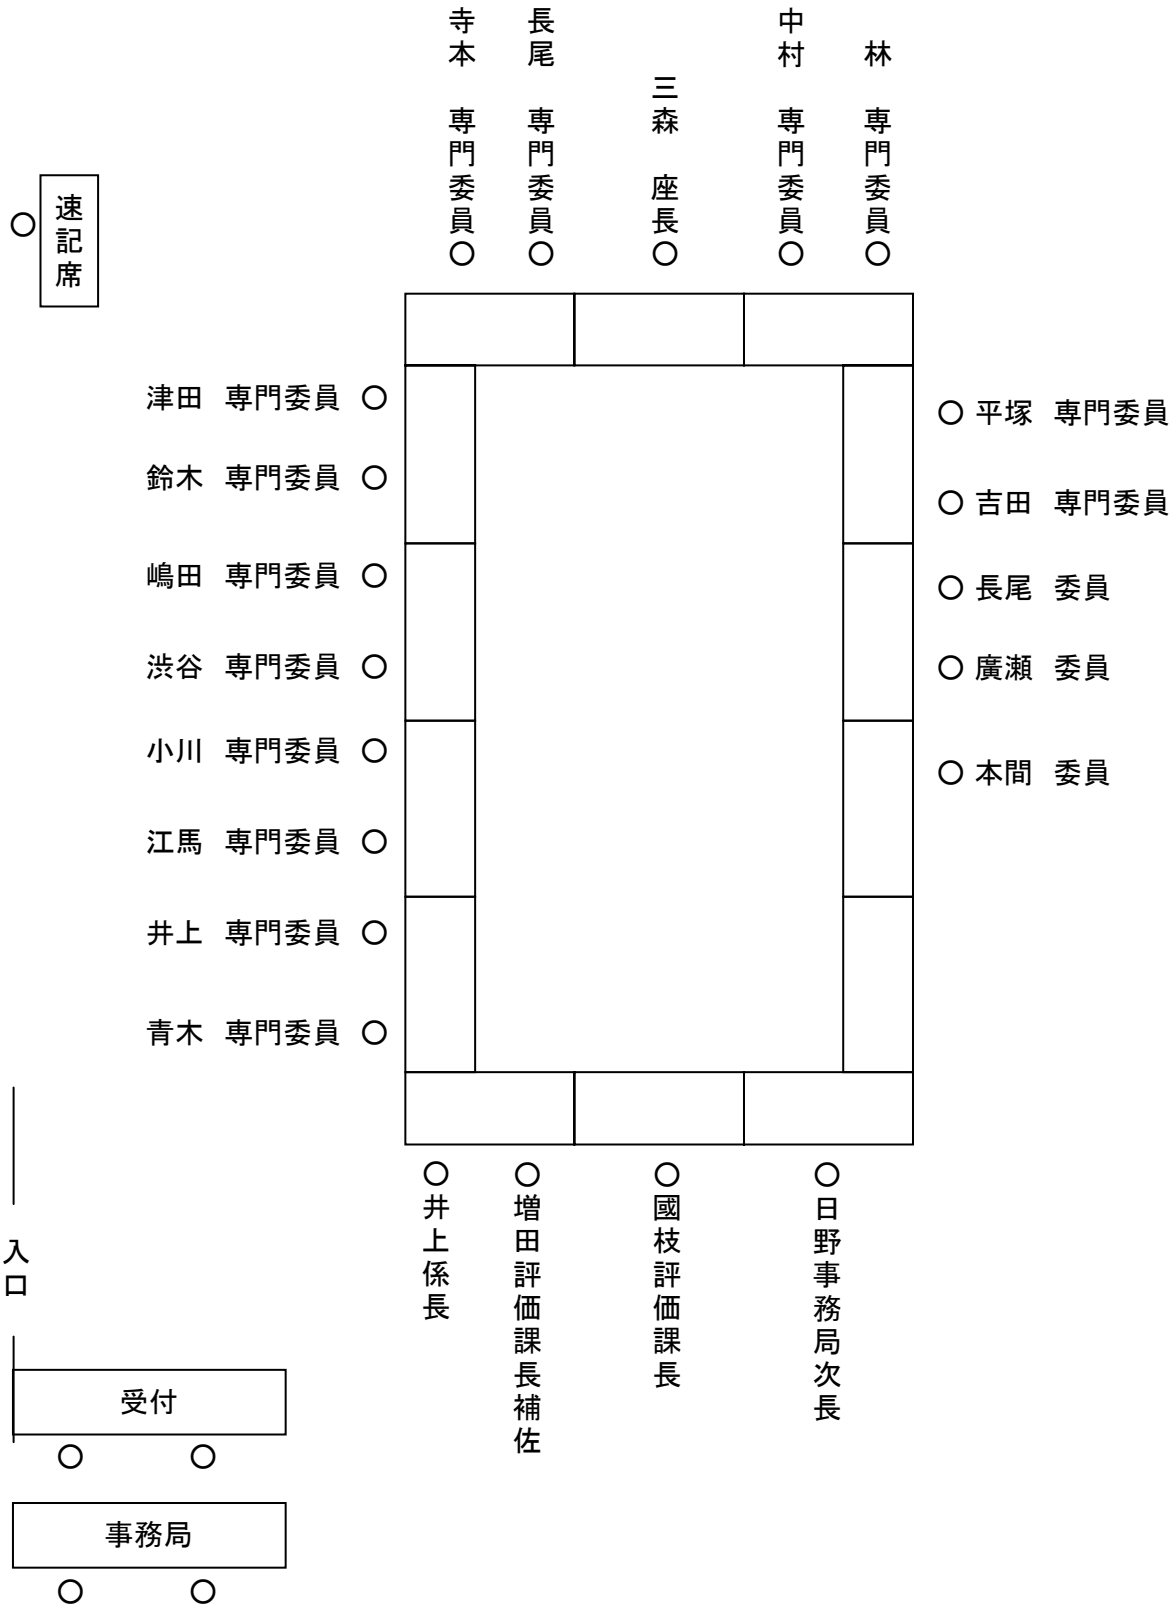 寺本 専門委員○
長尾 専門委員○
三森 座長○
中村 専門委員○
林 専門委員○
○ 速記席
津田 専門委員 ○
鈴木 専門委員 ○
嶋田 専門委員 ○
渋谷 専門委員 ○
小川 専門委員 ○
江馬 専門委員 ○
井上 専門委員 ○
青木 専門委員 ○
○ 平塚 専門委員
○ 吉田 専門委員
○ 長尾 委員
○ 廣瀬 委員
○ 本間 委員
○井上係長
○増田評価課長補佐
○國枝評価課長
○日野事務局次長
入口
受付
○ ○
事務局
○ ○